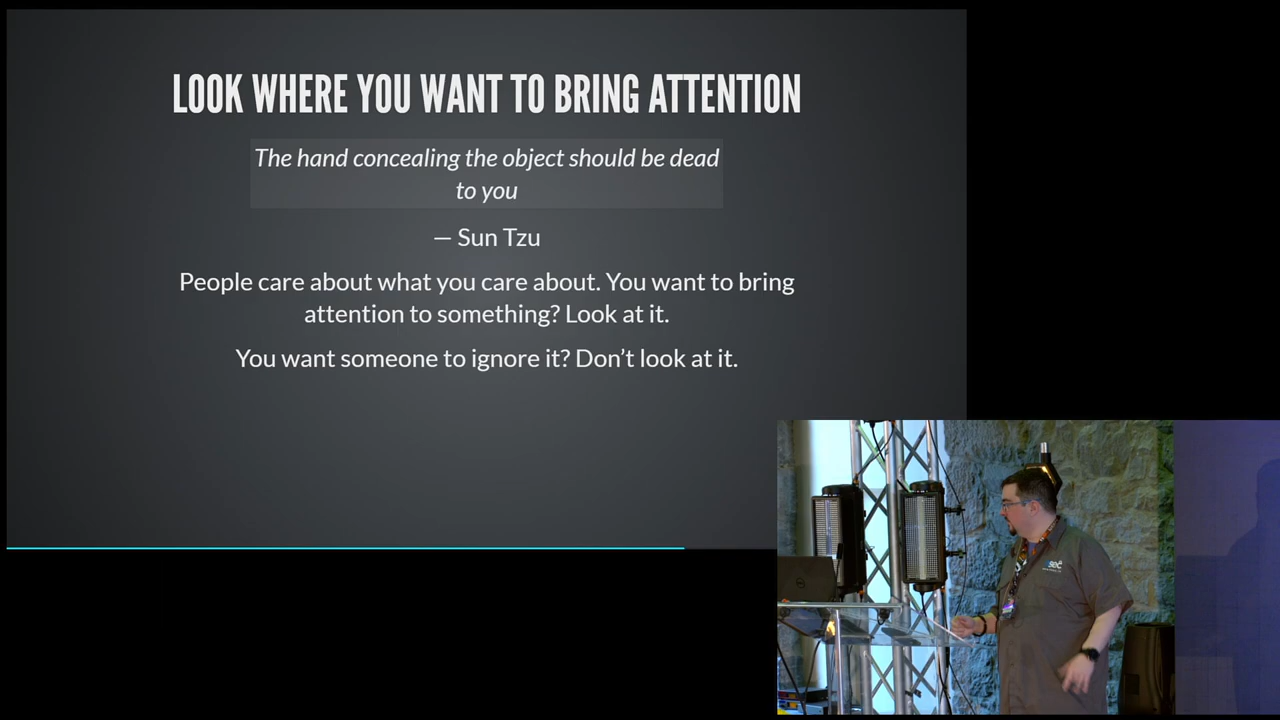 LOOK WHERE YOU WANT TO BRING ATTENTION
The hand concealing the object should be dead
to you
— Sun Tzu
People care about what you care about. You want to bring
attention to something? Look at it.
You want someone to ignore it? Don’t look at it.